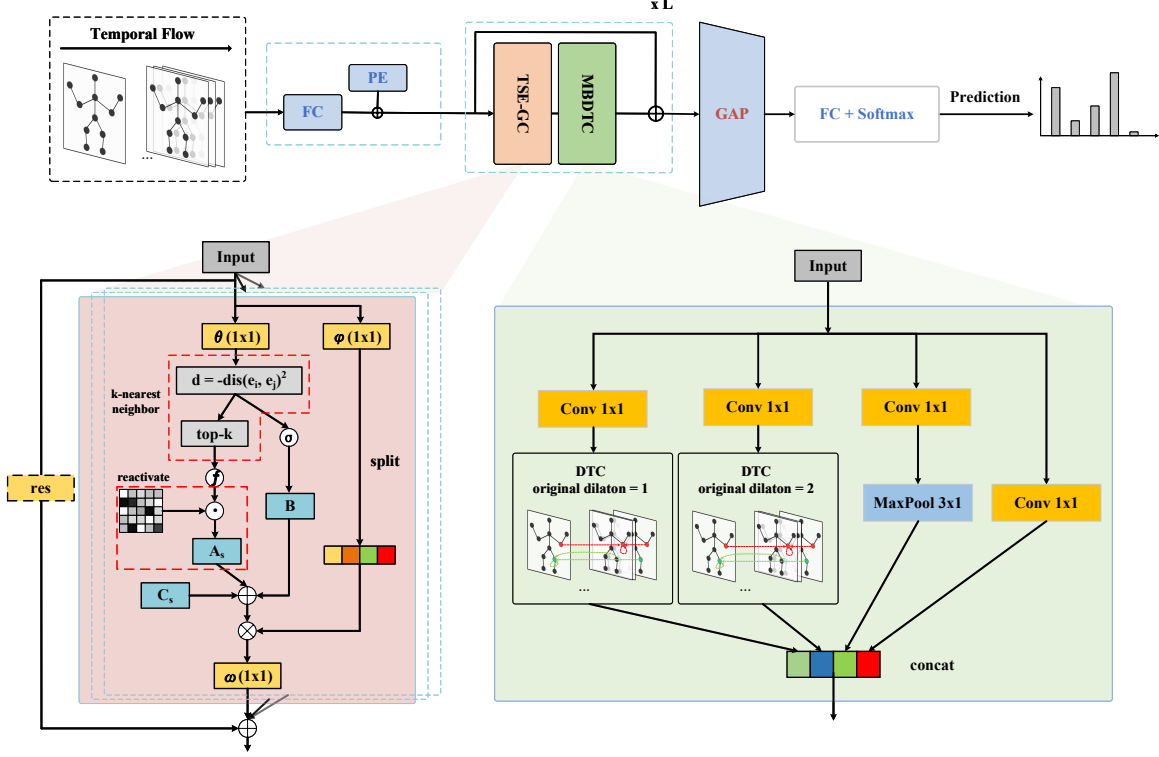 x L
Temporal Flow
...
FC
PE
TSE-GC
MBDTC
GAP
FC + Softmax
Prediction
Input
θ (1x1)
φ (1x1)
k-nearest
neighbor
d = -dis(eᵢ, eⱼ)²
top-k
σ
split
reactivate
f
B
res
Aₛ
Cₛ
ω (1x1)
Input
Conv 1x1
Conv 1x1
Conv 1x1
DTC
original dilaton = 1
...
DTC
original dilaton = 2
...
MaxPool 3x1
Conv 1x1
concat